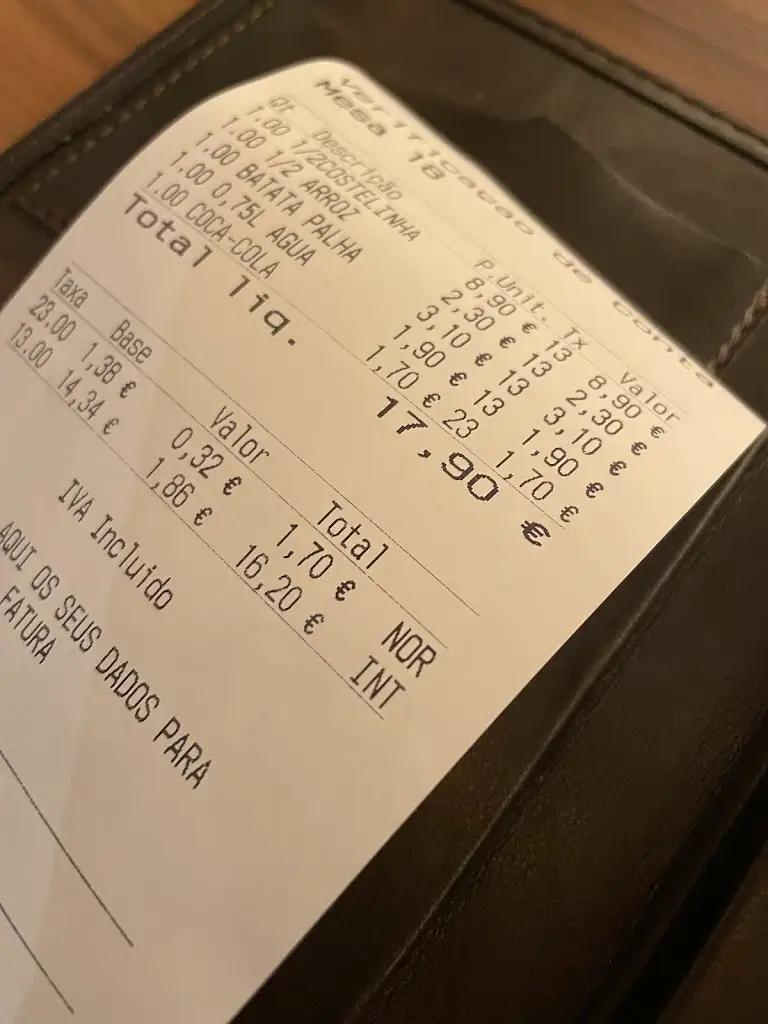 Verificacao de conta
Mesa 18
Qt Descrição P.Unit. Tx Valor
1.00 1/2COSTELINHA 8,90 € 13 8,90 €
1.00 1/2 ARROZ 2,30 € 13 2,30 €
1.00 BATATA PALHA 3,10 € 13 3,10 €
1.00 0,75L AGUA 1,90 € 13 1,90 €
1.00 COCA-COLA 1,70 € 23 1,70 €
Total liq. 17,90 €
Taxa Base Valor Total
23.00 1,38 € 0,32 € 1,70 € NOR
13.00 14,34 € 1,86 € 16,20 € INT
IVA Incluido
AQUI OS SEUS DADOS PARA
FATURA